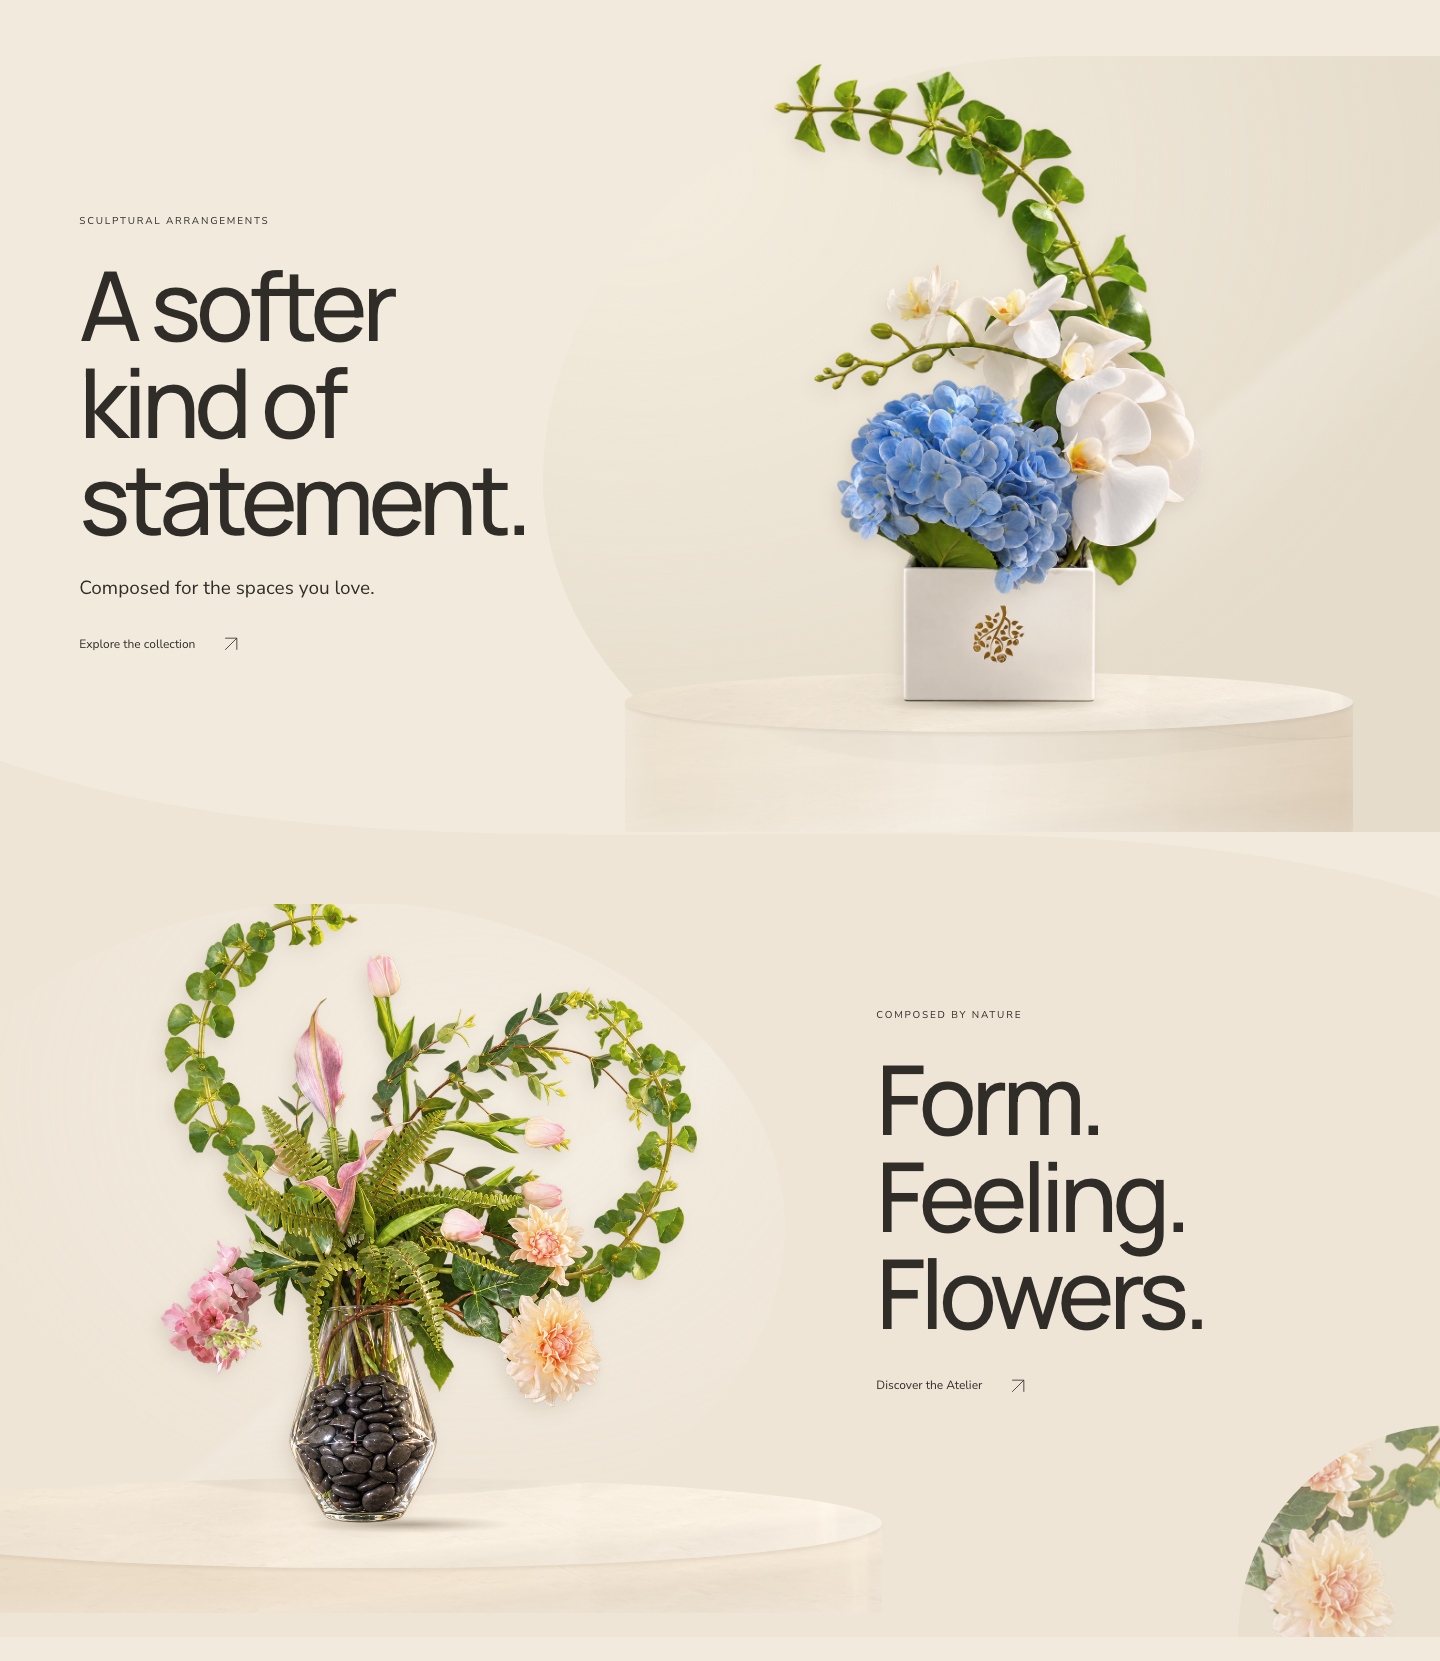 SCULPTURAL ARRANGEMENTS
A softer
kind of
statement.
Composed for the spaces you love.
Explore the collection
COMPOSED BY NATURE
Form.
Feeling.
Flowers.
Discover the Atelier